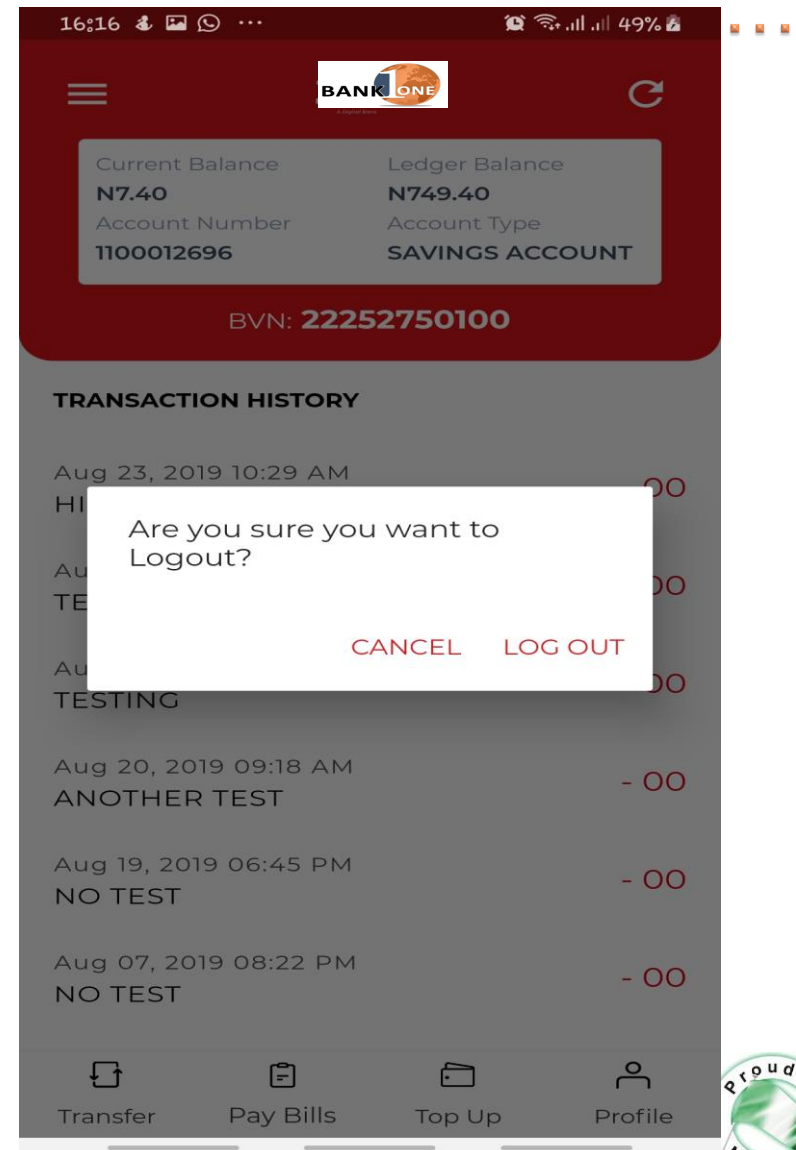 16:16 49%
BANK ONE
Current Balance Ledger Balance
N7.40 N749.40
Account Number Account Type
1100012696 SAVINGS ACCOUNT
BVN: 22252750100
TRANSACTION HISTORY
Aug 23, 2019 10:29 AM
Are you sure you want to
Logout?
CANCEL LOG OUT
TESTING
Aug 20, 2019 09:18 AM
- 00
ANOTHER TEST
Aug 19, 2019 06:45 PM
- 00
NO TEST
Aug 07, 2019 08:22 PM
- 00
NO TEST
Transfer Pay Bills Top Up Profile
Proud